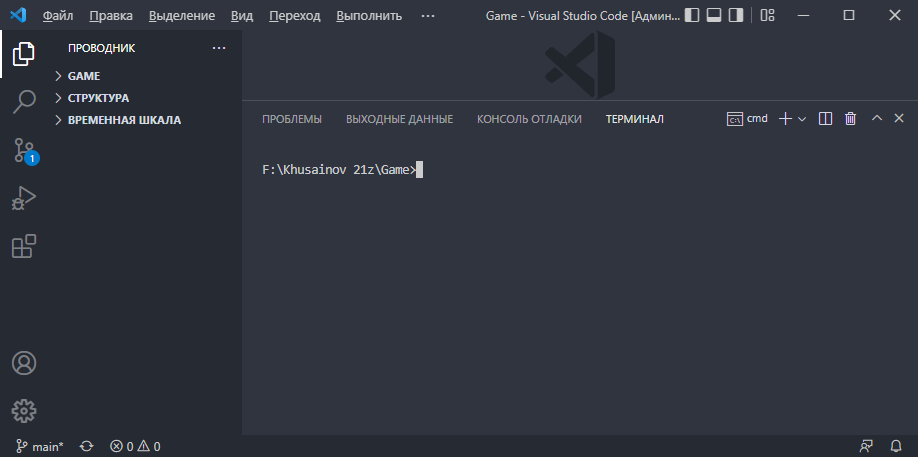 Файл Правка Выделение Вид Переход Выполнить ··· Game - Visual Studio Code [Админ...
ПРОВОДНИК ···
GAME
СТРУКТУРА
ВРЕМЕННАЯ ШКАЛА
1
ПРОБЛЕМЫ ВЫХОДНЫЕ ДАННЫЕ КОНСОЛЬ ОТЛАДКИ ТЕРМИНАЛ cmd
F:\Khusainov 21z\Game>
main* 0 0